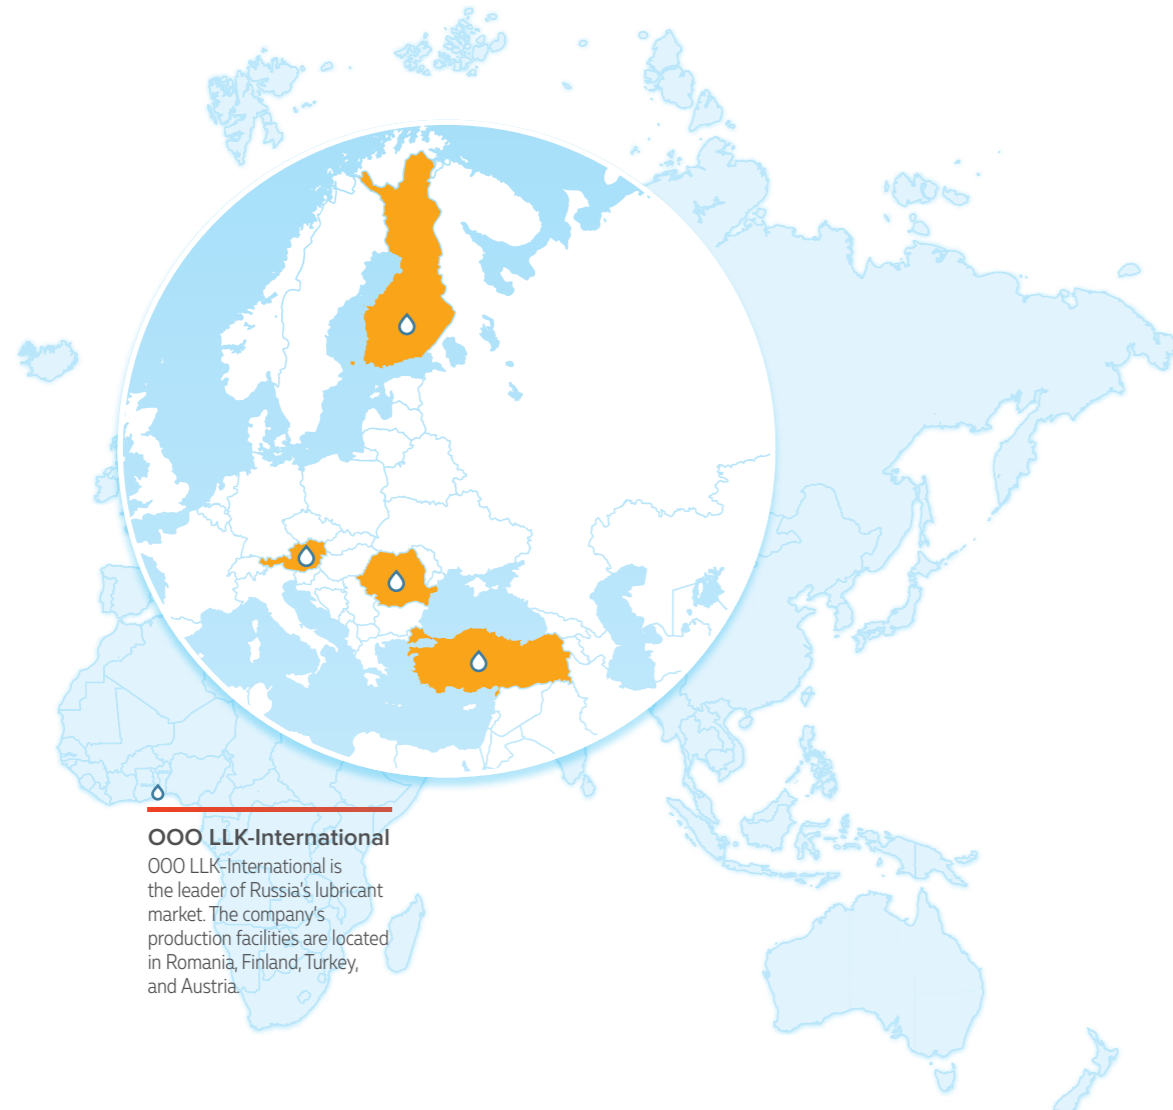 OOO LLK-International
OOO LLK-International is
the leader of Russia's lubricant
market. The company's
production facilities are located
in Romania, Finland, Turkey,
and Austria.